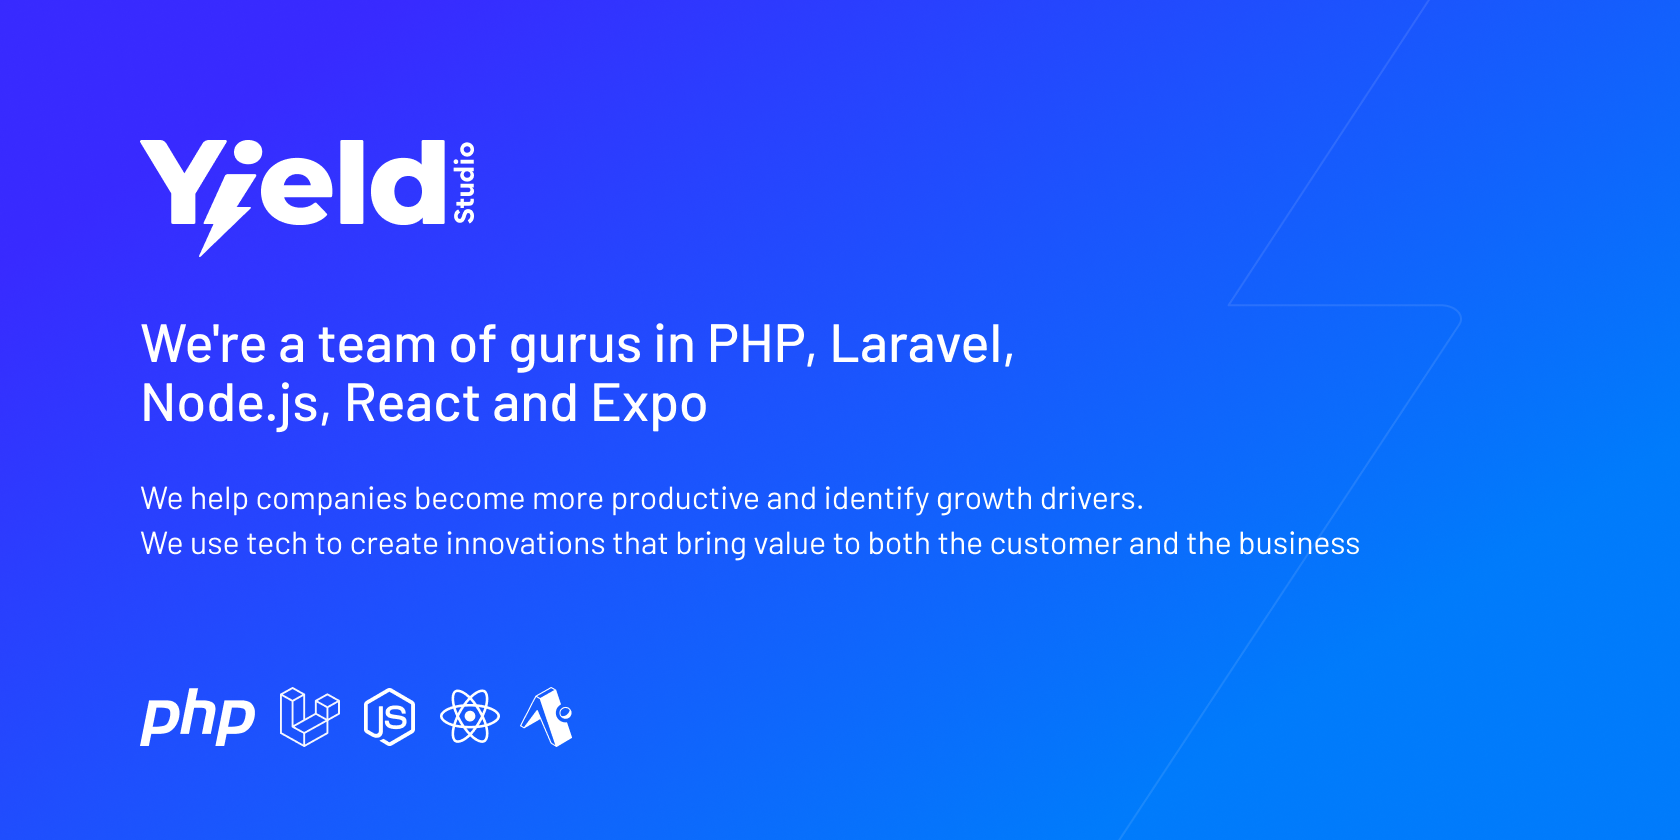 Yield Studio
We're a team of gurus in PHP, Laravel,
Node.js, React and Expo
We help companies become more productive and identify growth drivers.
We use tech to create innovations that bring value to both the customer and the business
php JS